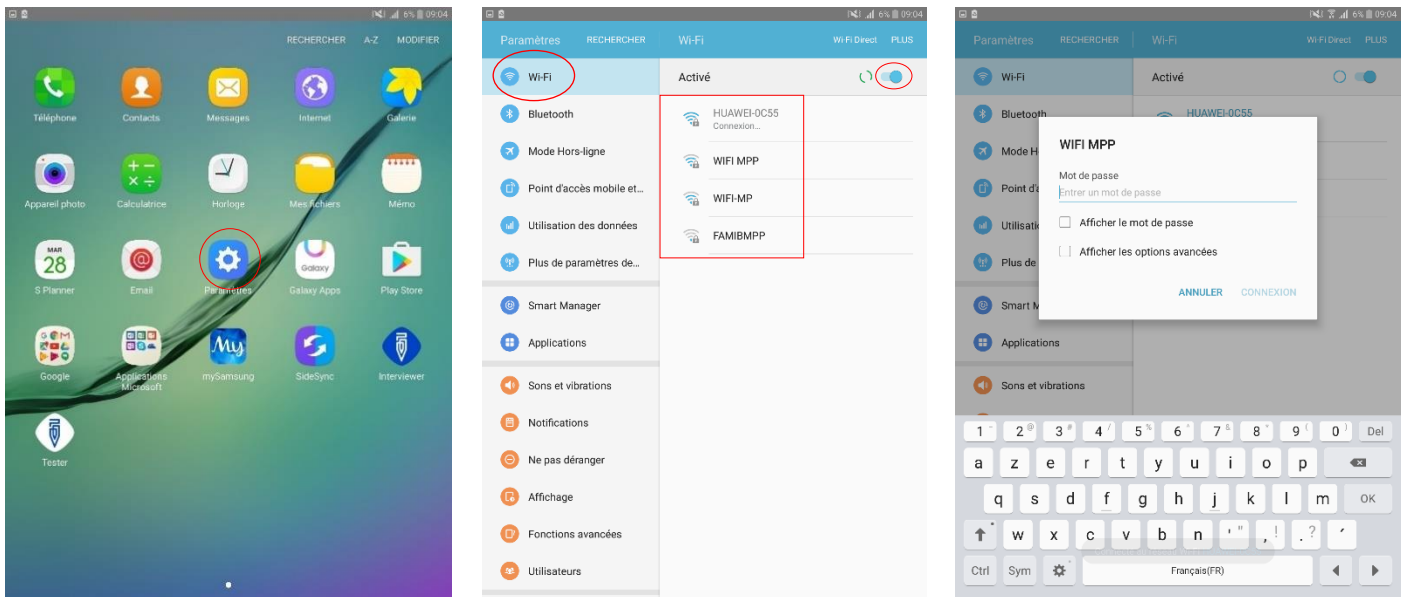 6% 09:04
RECHERCHER A-Z MODIFIER
Téléphone Contacts Messages Internet Galerie
Appareil photo Calculatrice Horloge Mes fichiers Mémo
MAR
28
Galaxy
S Planner Email Paramètres Galaxy Apps Play Store
My
Google Applications Microsoft mySamsung SideSync Interviewer
Tester
6% 09:04
Paramètres RECHERCHER Wi-Fi Wi-Fi Direct PLUS
Wi-Fi
Bluetooth
Mode Hors-ligne
Point d'accès mobile et...
Utilisation des données
Plus de paramètres de...
Smart Manager
Applications
Sons et vibrations
Notifications
Ne pas déranger
Affichage
Fonctions avancées
Utilisateurs
Activé
HUAWEI-0C55
Connexion...
WIFI MPP
WIFI-MP
FAMIBMPP
6% 09:04
Paramètres RECHERCHER Wi-Fi Wi-Fi Direct PLUS
Wi-Fi
Bluetooth
Mode H
Point d'a
Utilisati
Plus de
Smart M
Applications
Sons et vibrations
Activé
HUAWEI-0C55
WIFI MPP
Mot de passe
Entrer un mot de passe
Afficher le mot de passe
Afficher les options avancées
ANNULER CONNEXION
1 - 2 @ 3 # 4 / 5 % 6 ^ 7 & 8 * 9 ( 0 ) Del
a z e r t y u i o p
q s d f g h j k l m OK
w x c v b n ' " , ! . ? ´
Ctrl Sym Français(FR)